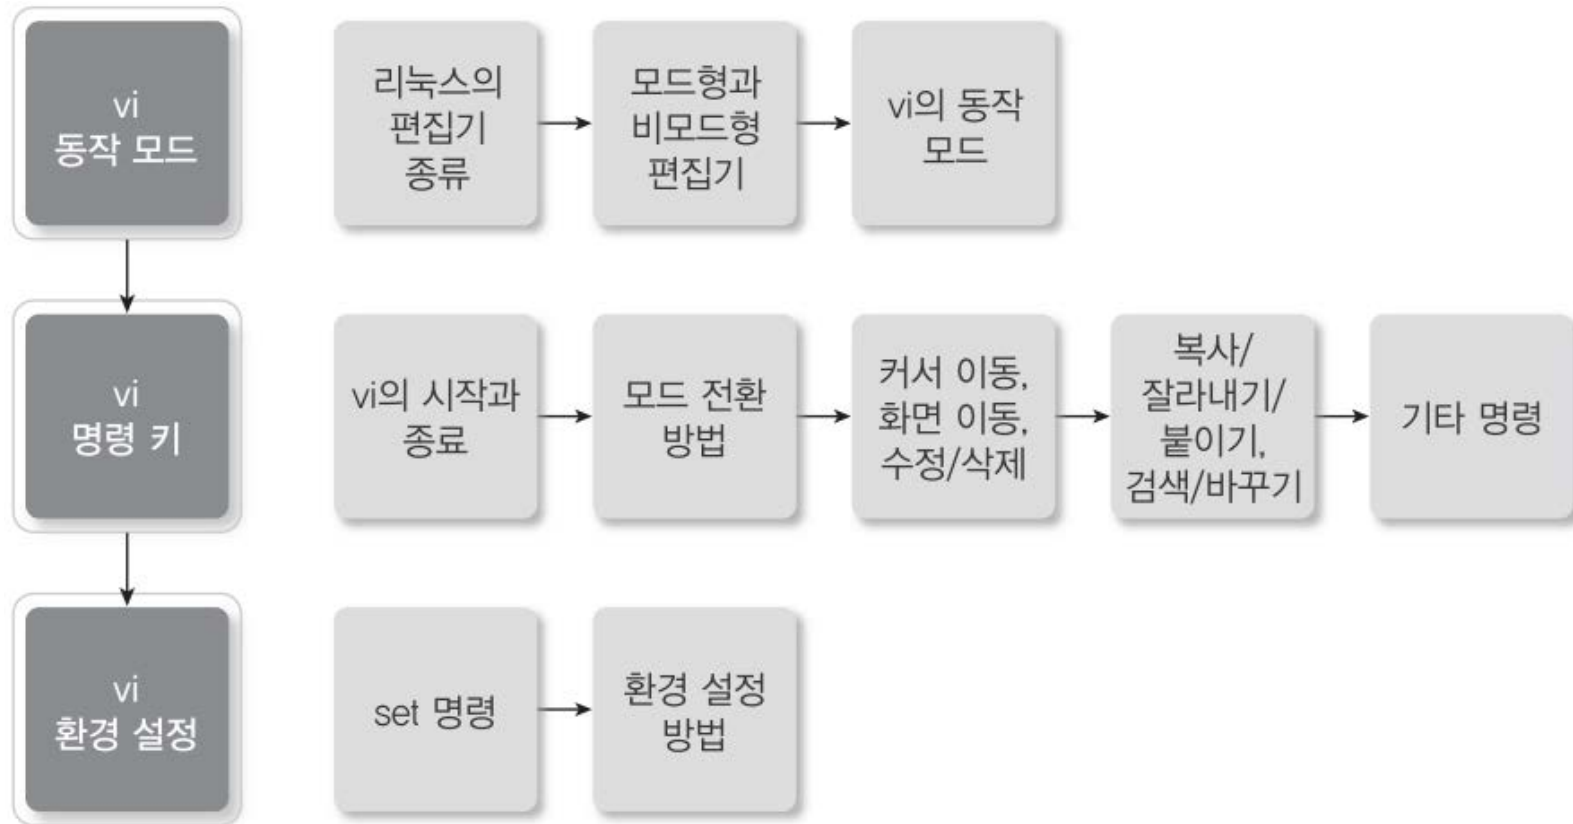 vi
동작 모드
리눅스의
편집기
종류
모드형과
비모드형
편집기
vi의 동작
모드
vi
명령 키
vi의 시작과
종료
모드 전환
방법
커서 이동,
화면 이동,
수정/삭제
복사/
잘라내기/
붙이기,
검색/바꾸기
기타 명령
vi
환경 설정
set 명령
환경 설정
방법